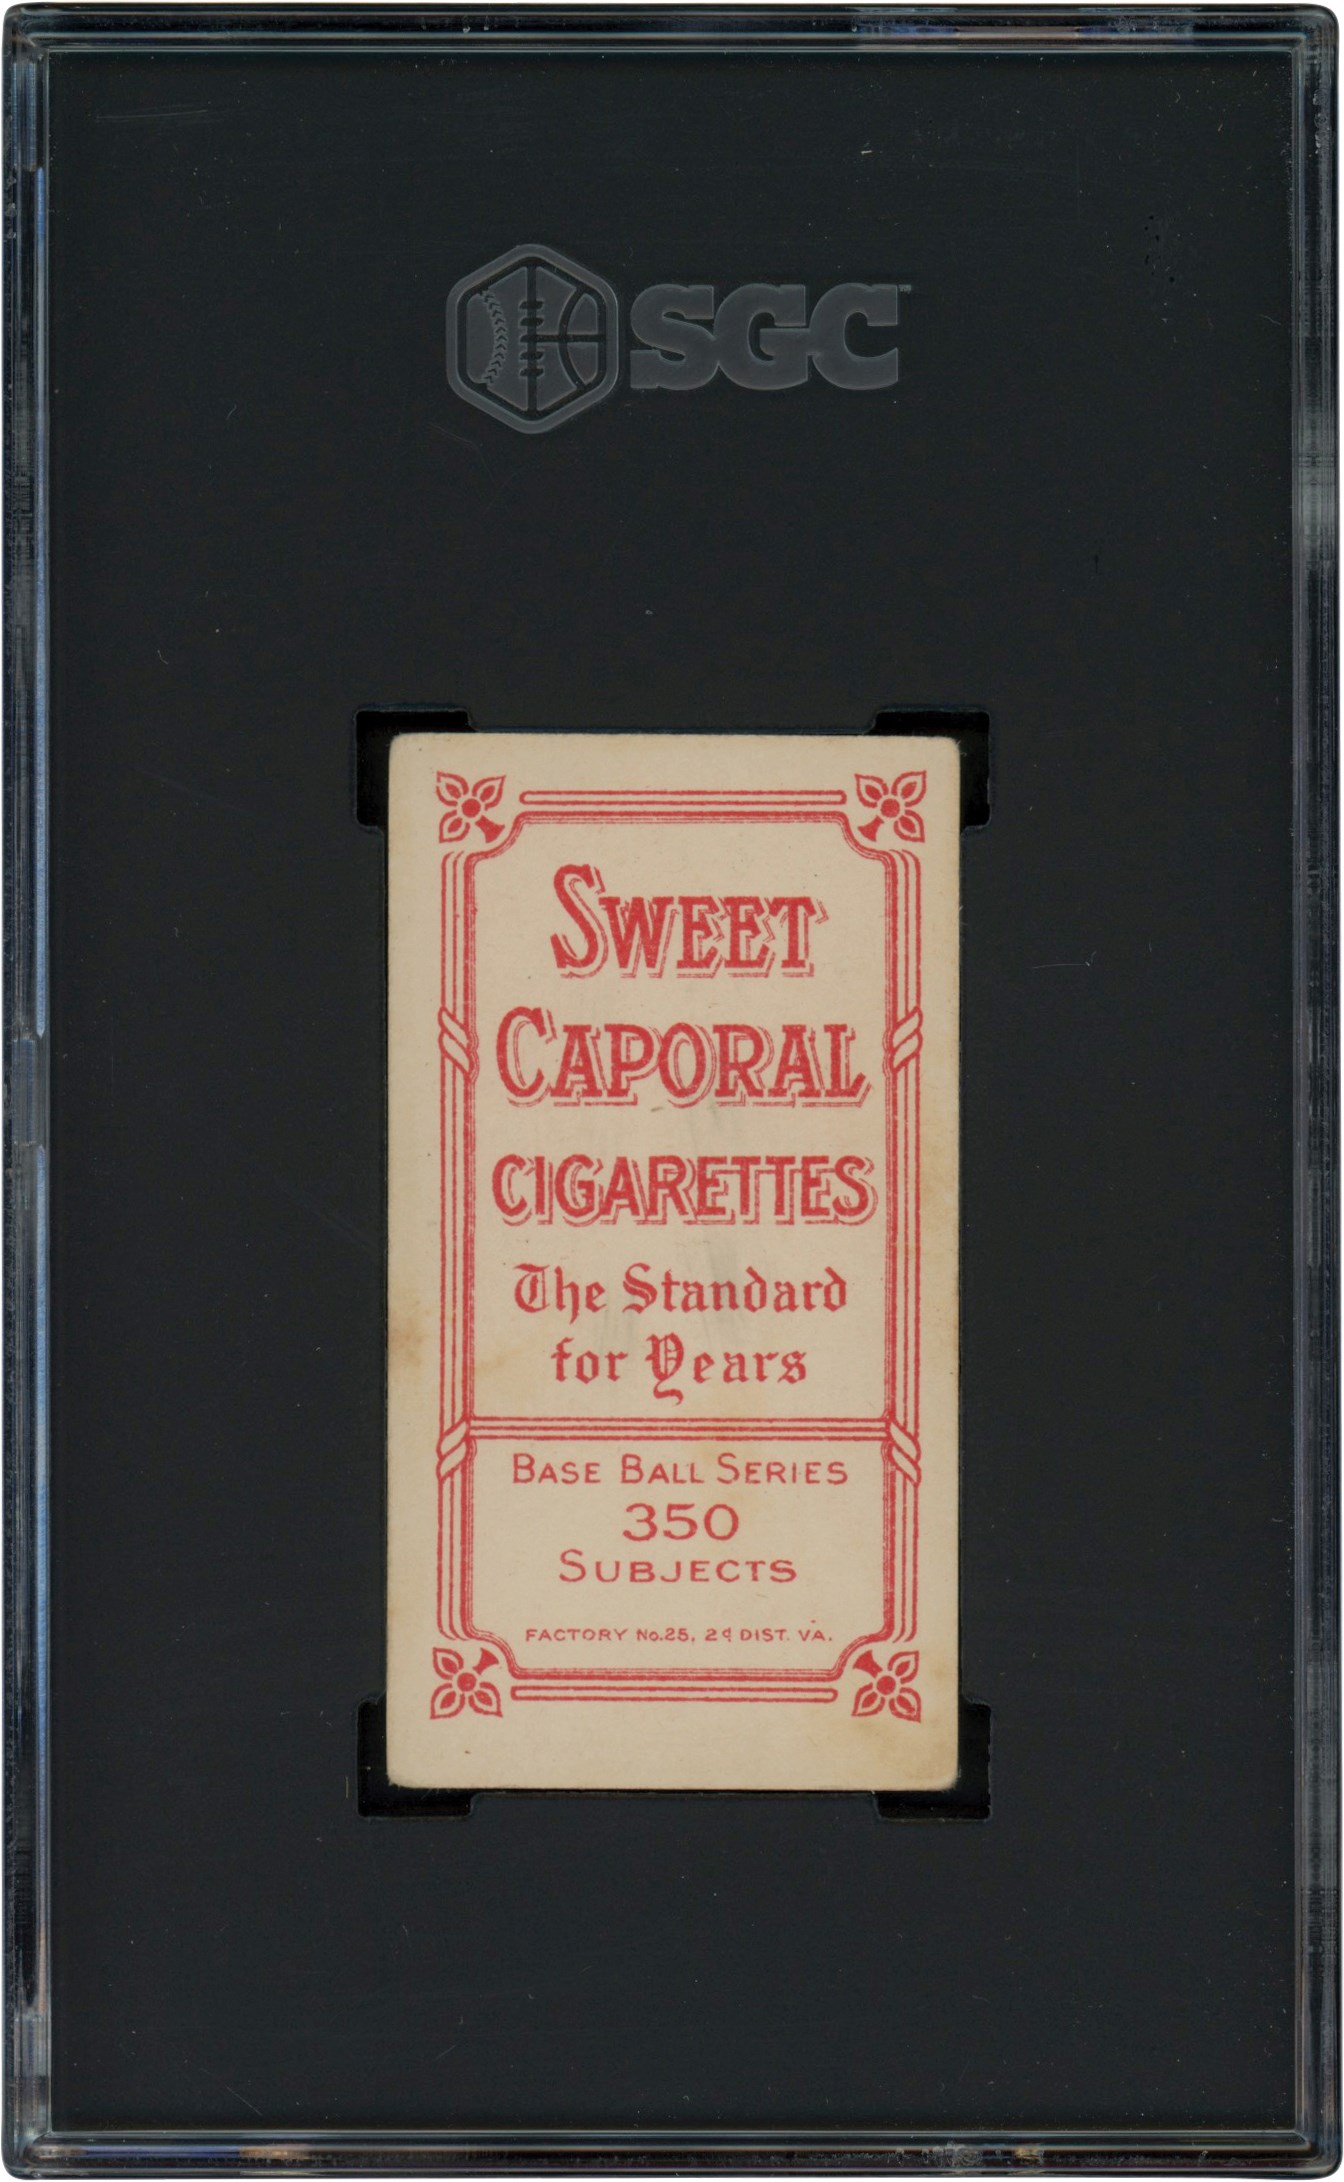 SGC
SWEET
CAPORAL
CIGARETTES
The Standard
for Years
BASE BALL SERIES
350
SUBJECTS
FACTORY No.25, 2d DIST. VA.